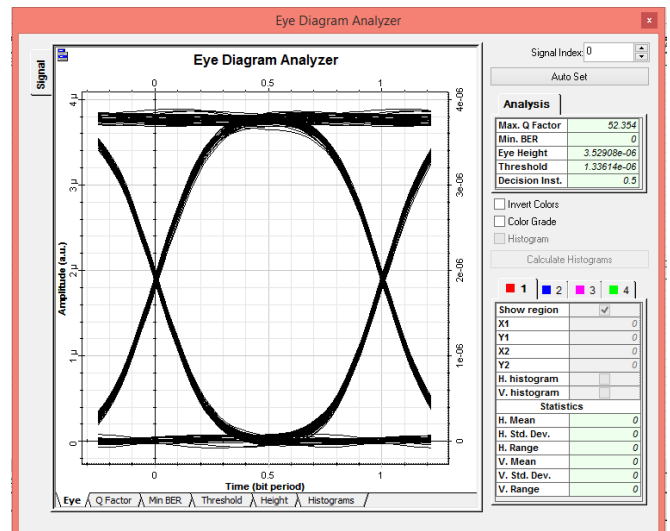 Eye Diagram Analyzer
x
Signal
Eye Diagram Analyzer
0 0.5 1
4 µ
3 µ
2 µ
1 µ
0
Amplitude (a.u.)
4e-06
3e-06
2e-06
1e-06
0
0 0.5 1
Time (bit period)
Eye Q Factor Min BER Threshold Height Histograms
Signal Index: 0
Auto Set
Analysis
Max. Q Factor 52.354
Min. BER 0
Eye Height 3.52908e-06
Threshold 1.33614e-06
Decision Inst. 0.5
Invert Colors
Color Grade
Histogram
Calculate Histograms
1 2 3 4
Show region
X1 0
Y1 0
X2 0
Y2 0
H. histogram
V. histogram
Statistics
H. Mean 0
H. Std. Dev. 0
H. Range 0
V. Mean 0
V. Std. Dev. 0
V. Range 0